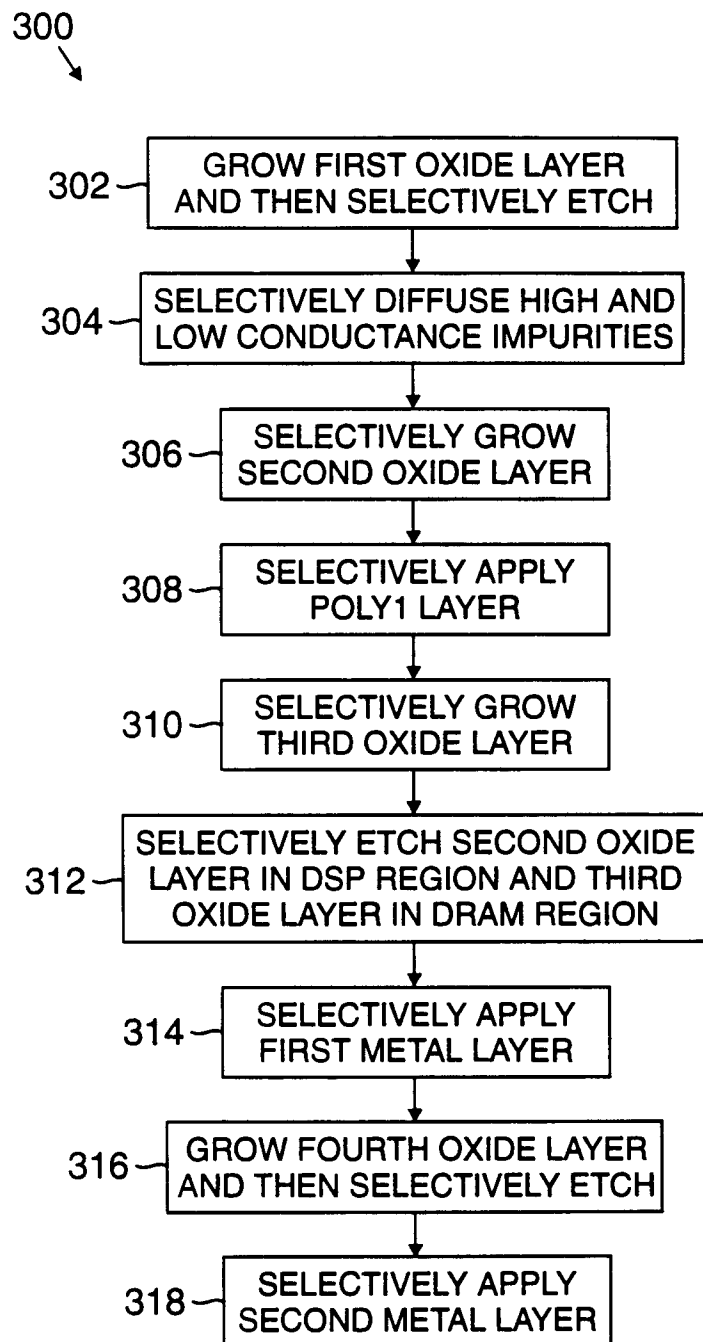 300
302
GROW FIRST OXIDE LAYER
AND THEN SELECTIVELY ETCH
304
SELECTIVELY DIFFUSE HIGH AND
LOW CONDUCTANCE IMPURITIES
306
SELECTIVELY GROW
SECOND OXIDE LAYER
308
SELECTIVELY APPLY
POLY1 LAYER
310
SELECTIVELY GROW
THIRD OXIDE LAYER
312
SELECTIVELY ETCH SECOND OXIDE
LAYER IN DSP REGION AND THIRD
OXIDE LAYER IN DRAM REGION
314
SELECTIVELY APPLY
FIRST METAL LAYER
316
GROW FOURTH OXIDE LAYER
AND THEN SELECTIVELY ETCH
318
SELECTIVELY APPLY
SECOND METAL LAYER